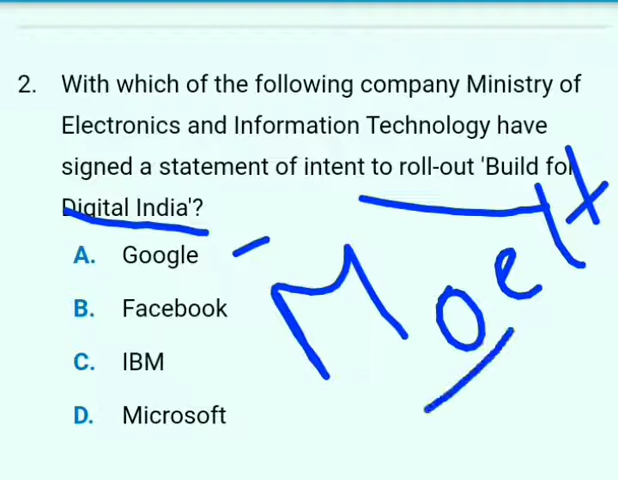 2. With which of the following company Ministry of
Electronics and Information Technology have
signed a statement of intent to roll-out 'Build for
Digital India'?
A. Google
B. Facebook
C. IBM
D. Microsoft